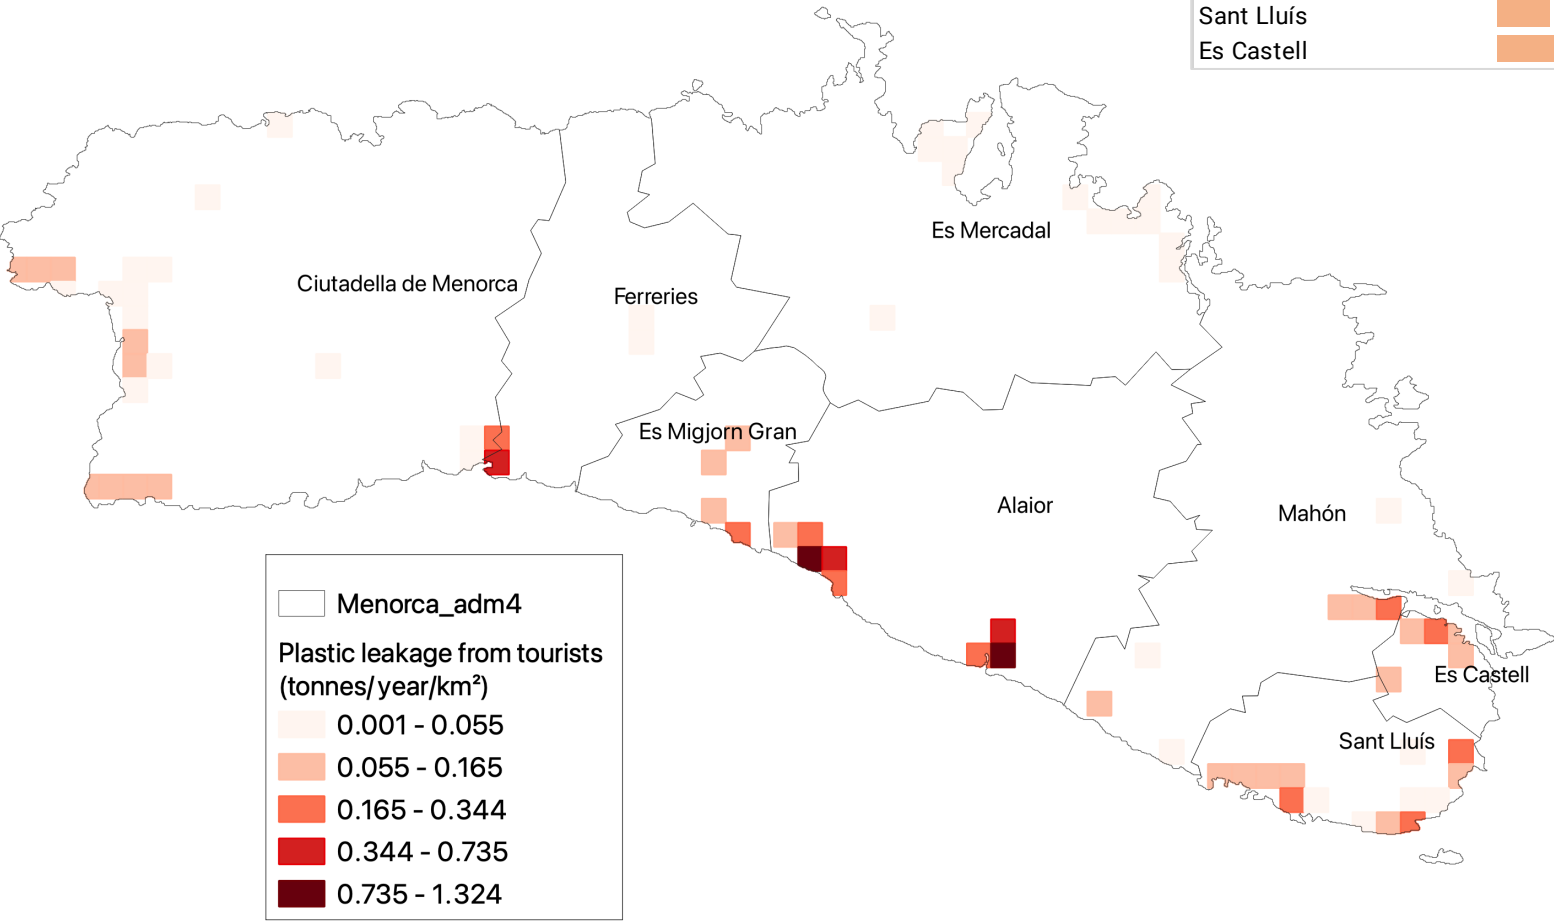 Sant Lluís
Es Castell
Es Mercadal
Ciutadella de Menorca
Ferreries
Es Migjorn Gran
Alaior
Mahón
Es Castell
Sant Lluís
Menorca_adm4
Plastic leakage from tourists
(tonnes/year/km²)
0.001 - 0.055
0.055 - 0.165
0.165 - 0.344
0.344 - 0.735
0.735 - 1.324